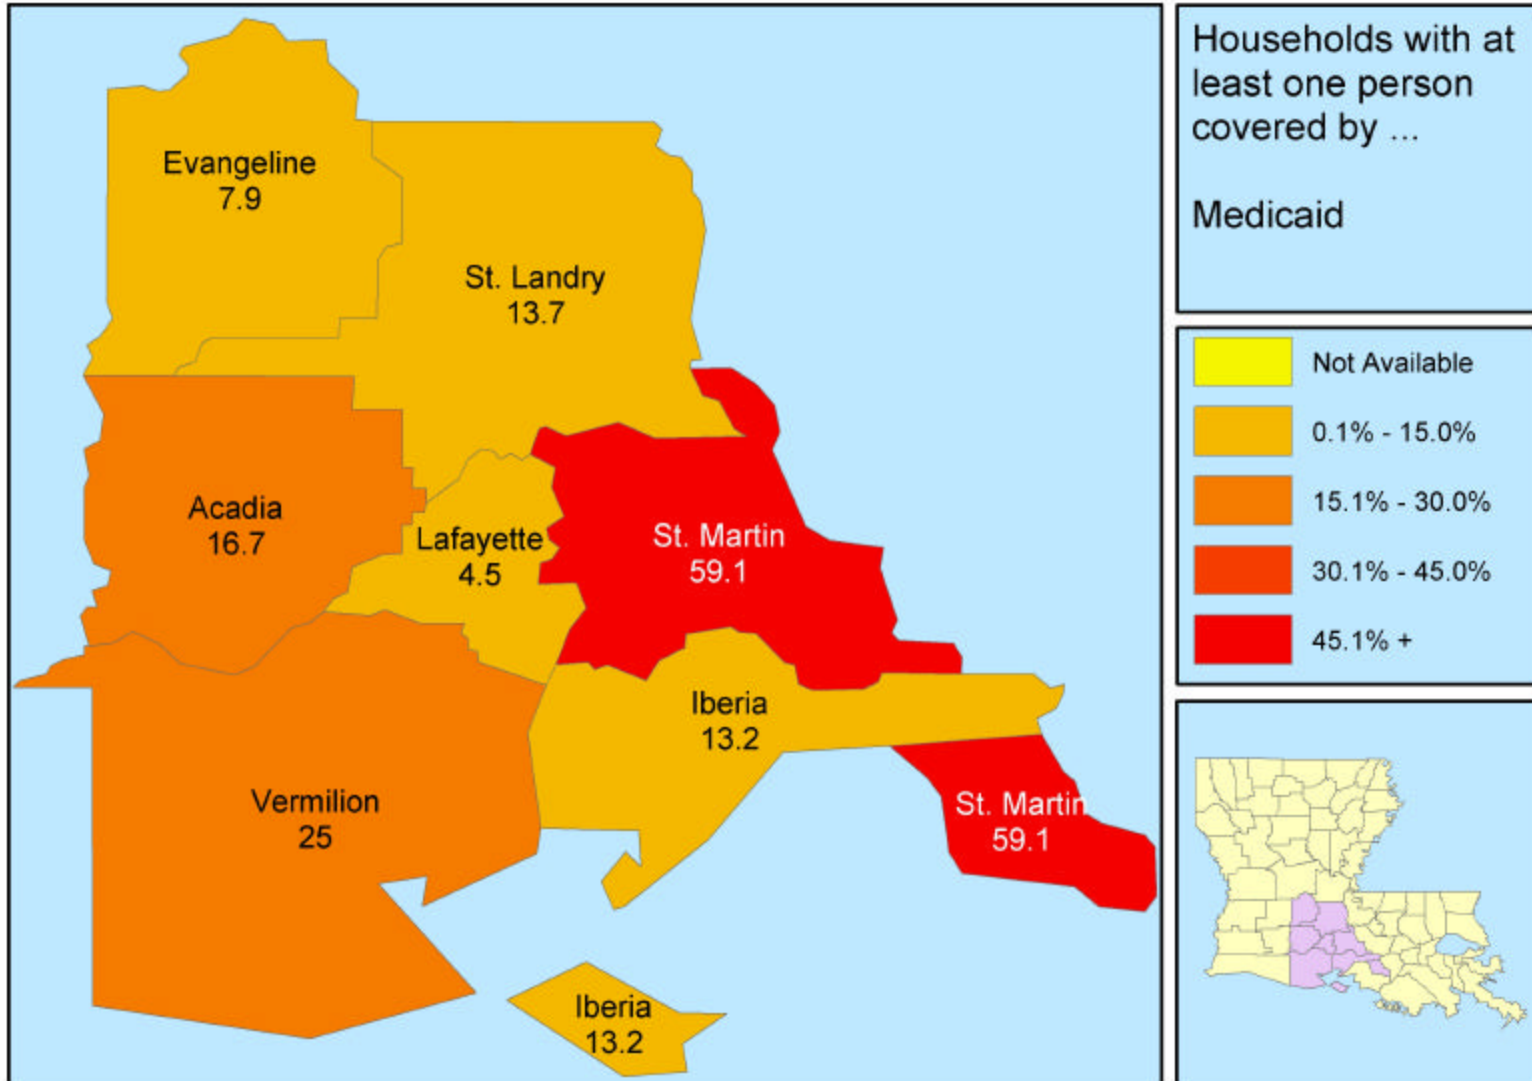 Households with at
least one person
covered by ...
Medicaid
Evangeline
7.9
St. Landry
13.7
Acadia
16.7
Lafayette
4.5
St. Martin
59.1
Iberia
13.2
Vermilion
25
St. Martin
59.1
Iberia
13.2
Not Available
0.1% - 15.0%
15.1% - 30.0%
30.1% - 45.0%
45.1% +